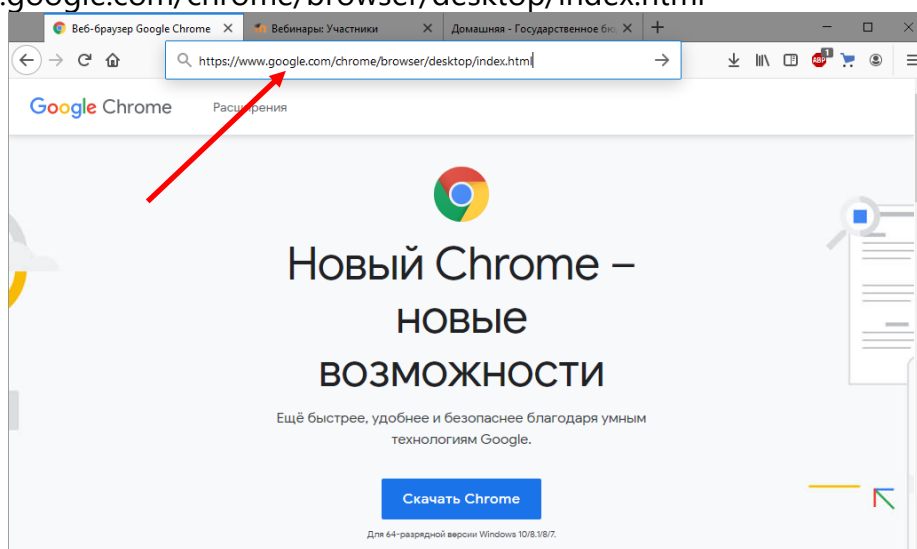 .google.com/chrome/browser/desktop/index.html
Веб-браузер Google Chrome
Вебинары: Участники
Домашняя - Государственное бю
https://www.google.com/chrome/browser/desktop/index.html
ABP
1
Google Chrome
Расширения
Новый Chrome –
новые
возможности
Ещё быстрее, удобнее и безопаснее благодаря умным
технологиям Google.
Скачать Chrome
Для 64-разрядной версии Windows 10/8.1/8/7.